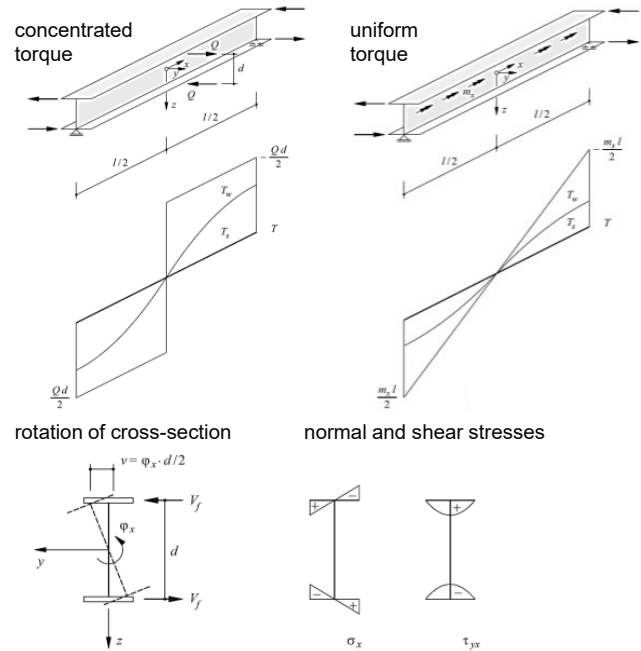 concentrated
torque
Q
x
y
d
Q
z
l/2
l/2
-Qd/2
T_w
T_s
T
Qd/2
uniform
torque
x
y
m_x
z
l/2
l/2
-m_x l/2
T_w
T_s
T
m_x l/2
rotation of cross-section
v = φ_x · d/2
V_f
φ_x
y
d
V_f
z
normal and shear stresses
+
−
+
−
+
−
σ_x
τ_yx